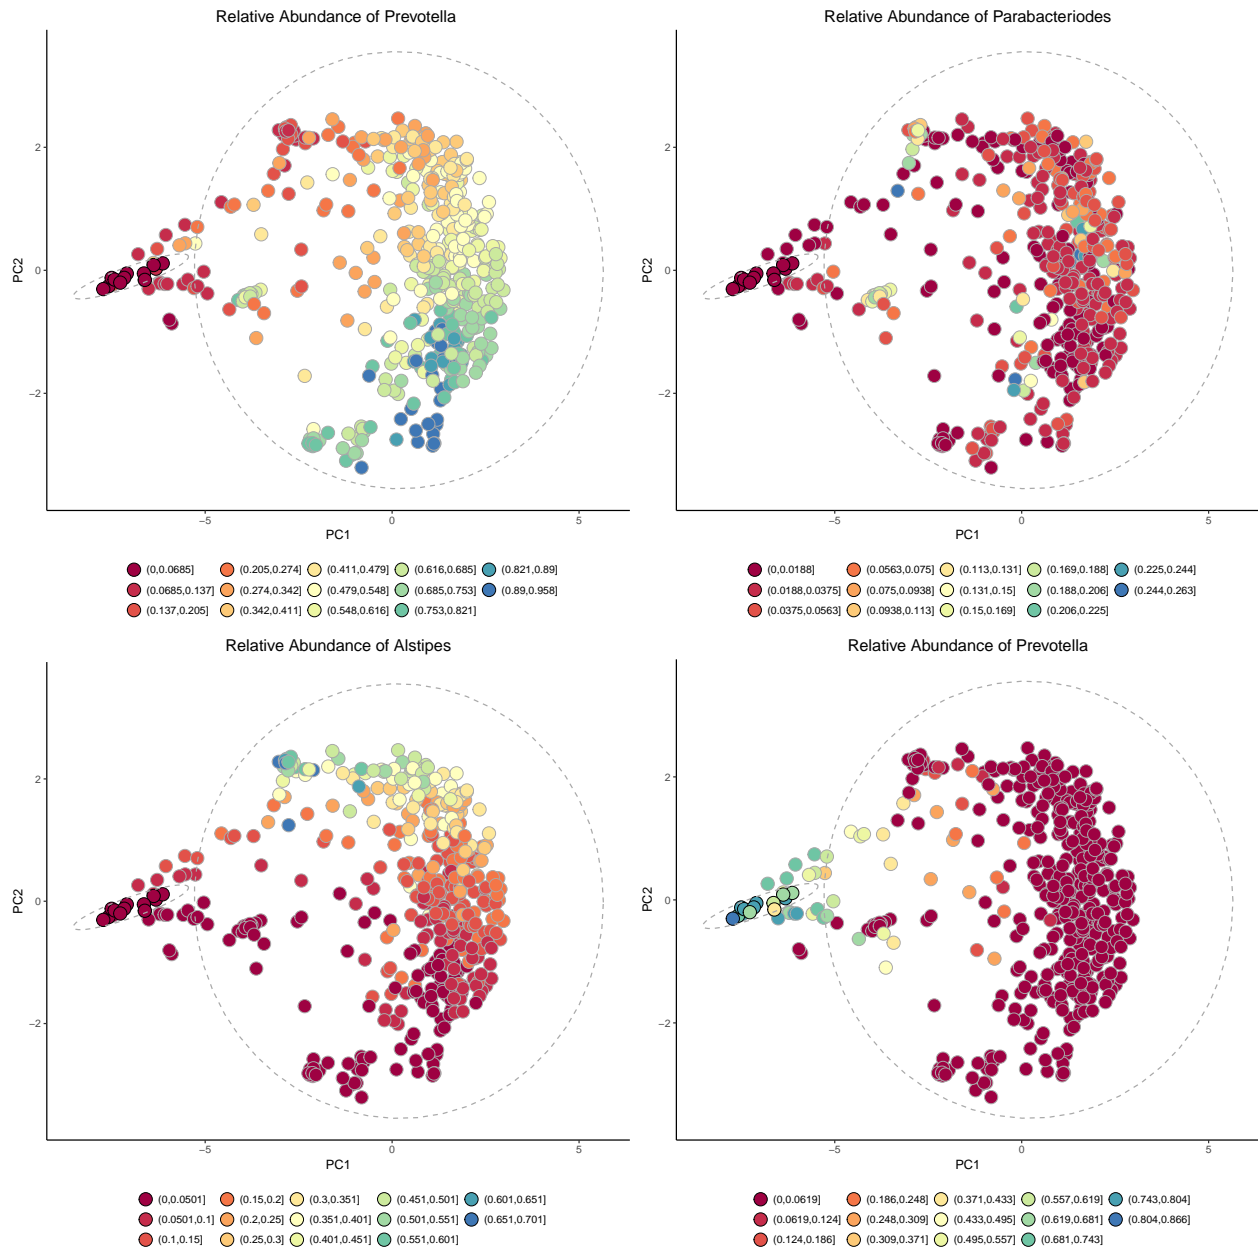 Relative Abundance of Prevotella
PC2
2
0
−2
−5
0
5
PC1
(0,0.0685] (0.205,0.274] (0.411,0.479] (0.616,0.685] (0.821,0.89]
(0.0685,0.137] (0.274,0.342] (0.479,0.548] (0.685,0.753] (0.89,0.958]
(0.137,0.205] (0.342,0.411] (0.548,0.616] (0.753,0.821]
Relative Abundance of Parabacteriodes
PC2
2
0
−2
−5
0
5
PC1
(0,0.0188] (0.0563,0.075] (0.113,0.131] (0.169,0.188] (0.225,0.244]
(0.0188,0.0375] (0.075,0.0938] (0.131,0.15] (0.188,0.206] (0.244,0.263]
(0.0375,0.0563] (0.0938,0.113] (0.15,0.169] (0.206,0.225]
Relative Abundance of Alstipes
PC2
2
0
−2
−5
0
5
PC1
(0,0.0501] (0.15,0.2] (0.3,0.351] (0.451,0.501] (0.601,0.651]
(0.0501,0.1] (0.2,0.25] (0.351,0.401] (0.501,0.551] (0.651,0.701]
(0.1,0.15] (0.25,0.3] (0.401,0.451] (0.551,0.601]
Relative Abundance of Prevotella
PC2
2
0
−2
−5
0
5
PC1
(0,0.0619] (0.186,0.248] (0.371,0.433] (0.557,0.619] (0.743,0.804]
(0.0619,0.124] (0.248,0.309] (0.433,0.495] (0.619,0.681] (0.804,0.866]
(0.124,0.186] (0.309,0.371] (0.495,0.557] (0.681,0.743]